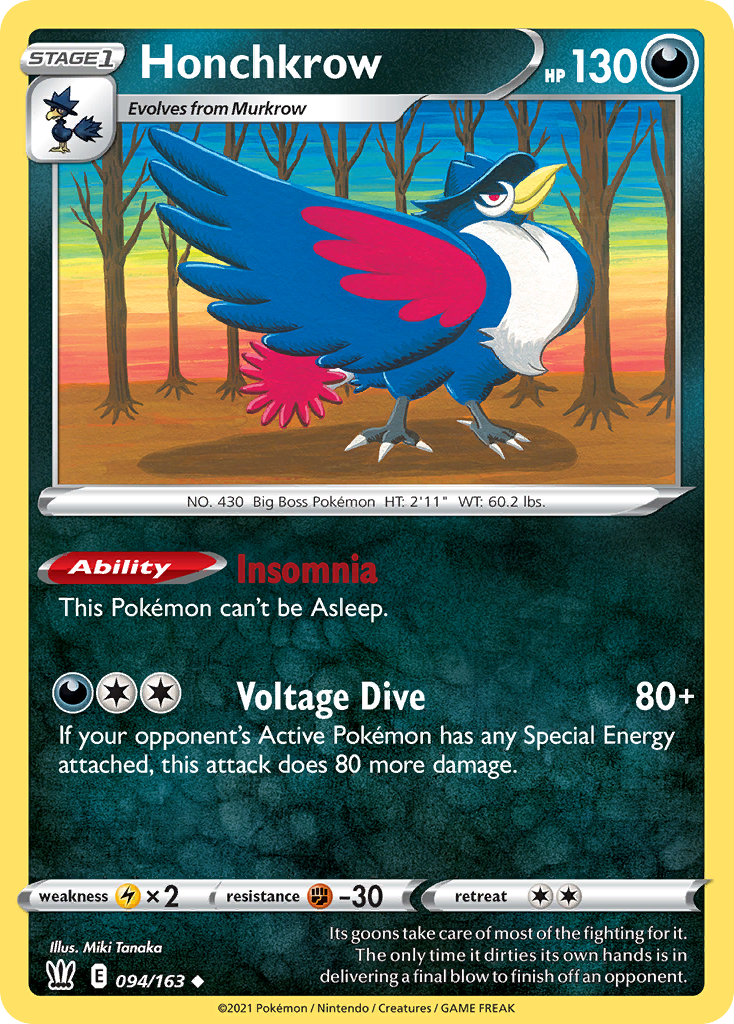 STAGE1
Honchkrow
HP 130
Evolves from Murkrow
NO. 430 Big Boss Pokémon HT: 2'11" WT: 60.2 lbs.
Ability Insomnia
This Pokémon can't be Asleep.
Voltage Dive 80+
If your opponent's Active Pokémon has any Special Energy
attached, this attack does 80 more damage.
weakness ×2 resistance -30 retreat
Illus. Miki Tanaka
Its goons take care of most of the fighting for it.
The only time it dirties its own hands is in
delivering a final blow to finish off an opponent.
E 094/163
©2021 Pokémon / Nintendo / Creatures / GAME FREAK